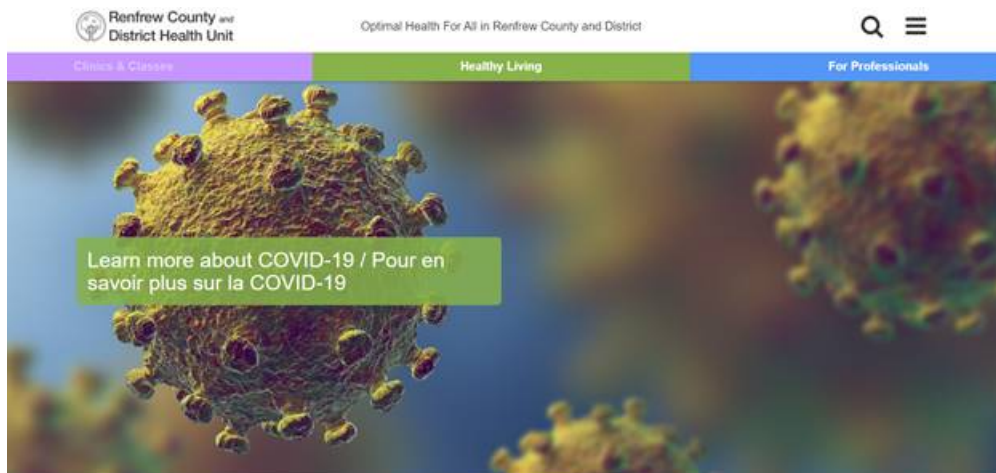 Renfrew County and
District Health Unit
Optimal Health For All in Renfrew County and District
Clinics & Classes
Healthy Living
For Professionals
Learn more about COVID-19 / Pour en
savoir plus sur la COVID-19